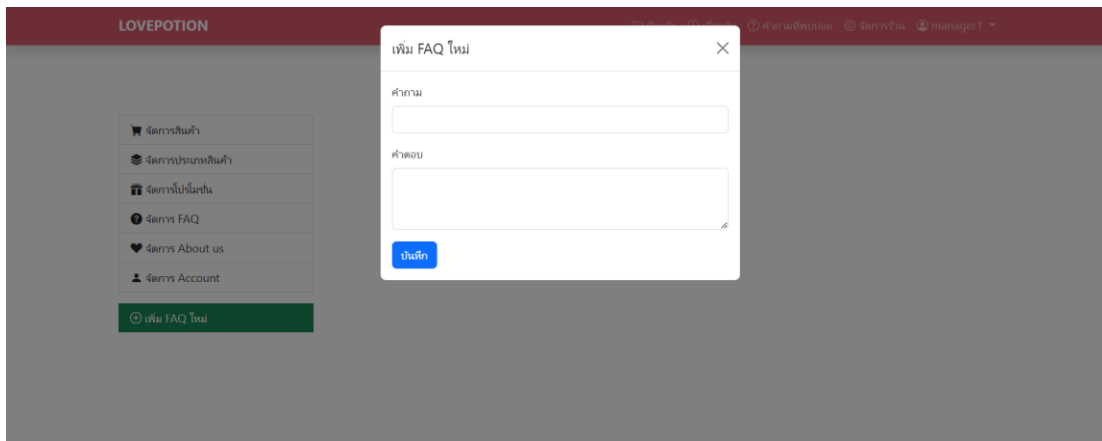 LOVEPOTION
คำถามที่พบบ่อย
จัดการร้าน
manager1
เพิ่ม FAQ ใหม่
คำถาม
คำตอบ
บันทึก
จัดการสินค้า
จัดการประเภทสินค้า
จัดการโปรโมชั่น
จัดการ FAQ
จัดการ About us
จัดการ Account
เพิ่ม FAQ ใหม่